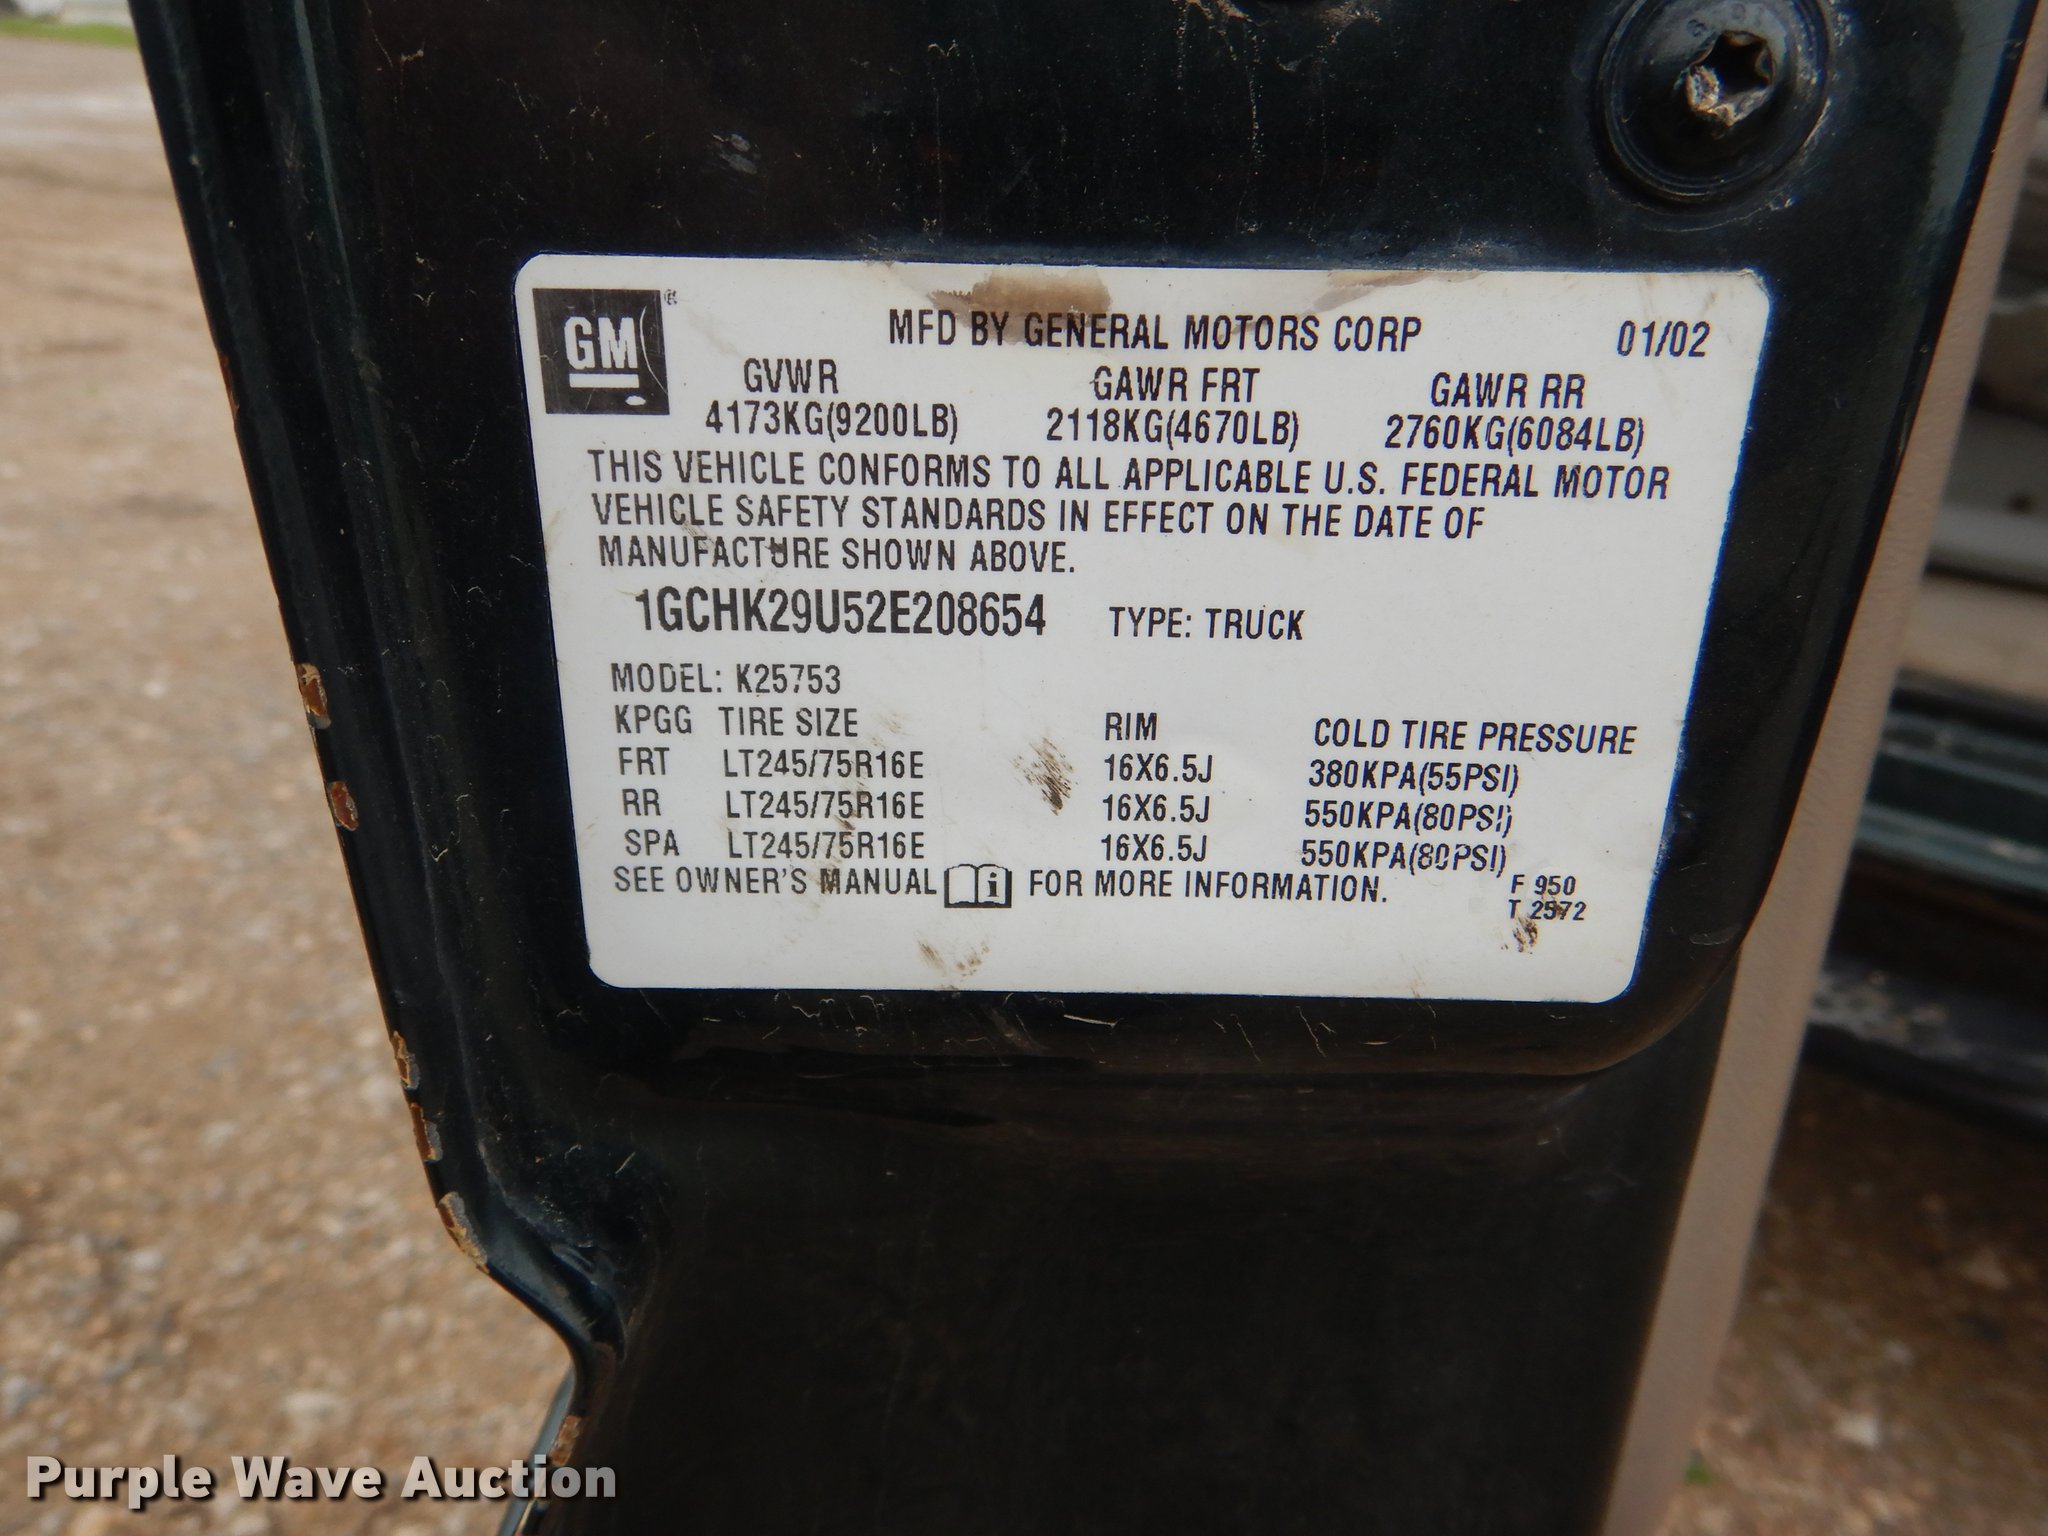 GM ®
MFD BY GENERAL MOTORS CORP 01/02
GVWR GAWR FRT GAWR RR
4173KG(9200LB) 2118KG(4670LB) 2760KG(6084LB)
THIS VEHICLE CONFORMS TO ALL APPLICABLE U.S. FEDERAL MOTOR
VEHICLE SAFETY STANDARDS IN EFFECT ON THE DATE OF
MANUFACTURE SHOWN ABOVE.
1GCHK29U52E208654 TYPE: TRUCK
MODEL: K25753
KPGG TIRE SIZE RIM COLD TIRE PRESSURE
FRT LT245/75R16E 16X6.5J 380KPA(55PSI)
RR LT245/75R16E 16X6.5J 550KPA(80PSI)
SPA LT245/75R16E 16X6.5J 550KPA(80PSI)
SEE OWNER'S MANUAL i FOR MORE INFORMATION.
F 950
T 2572
Purple Wave Auction